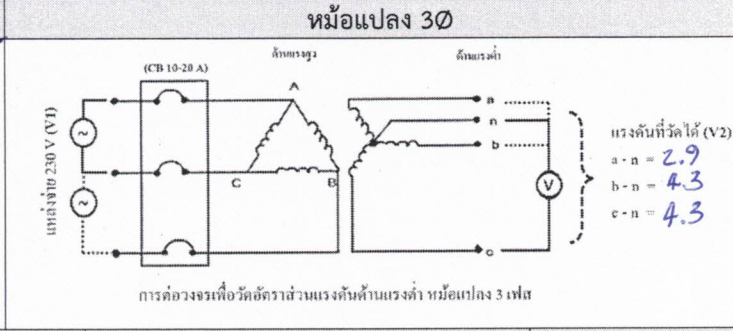 หม้อแปลง 3Ø
ด้านแรงสูง
ด้านแรงต่ำ
(CB 10-20 A)
A
a
n
b
แหล่งจ่าย 230 V (V1)
~
~
C
B
V
c
แรงดันที่วัดได้ (V2)
a - n = 2.9
b - n = 4.3
c - n = 4.3
การต่อวงจรเพื่อวัดอัตราส่วนแรงดันด้านแรงต่ำ หม้อแปลง 3 เฟส